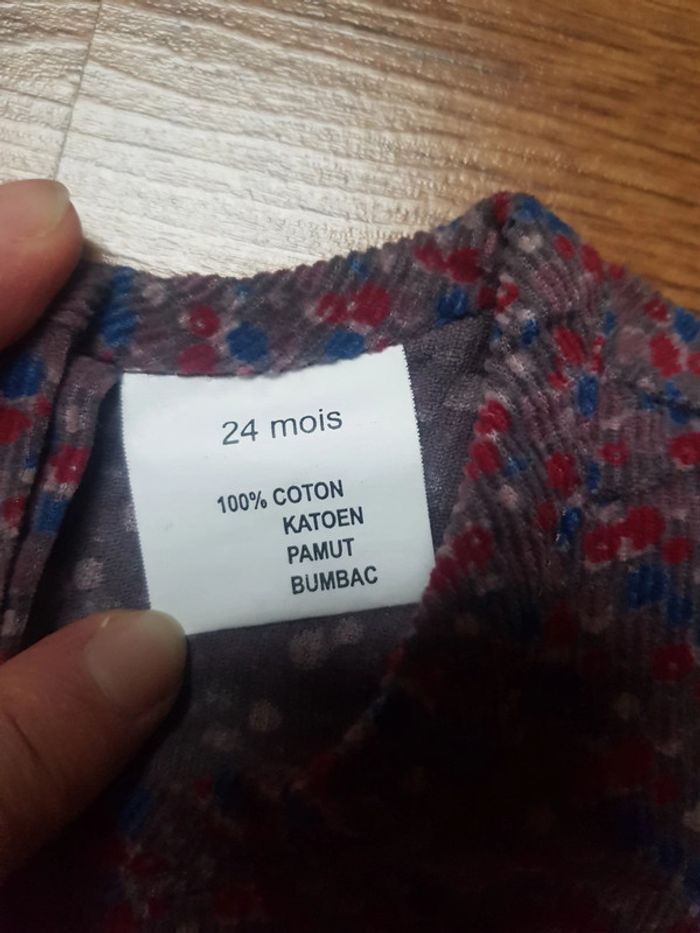 24 mois
100% COTON
KATOEN
PAMUT
BUMBAC